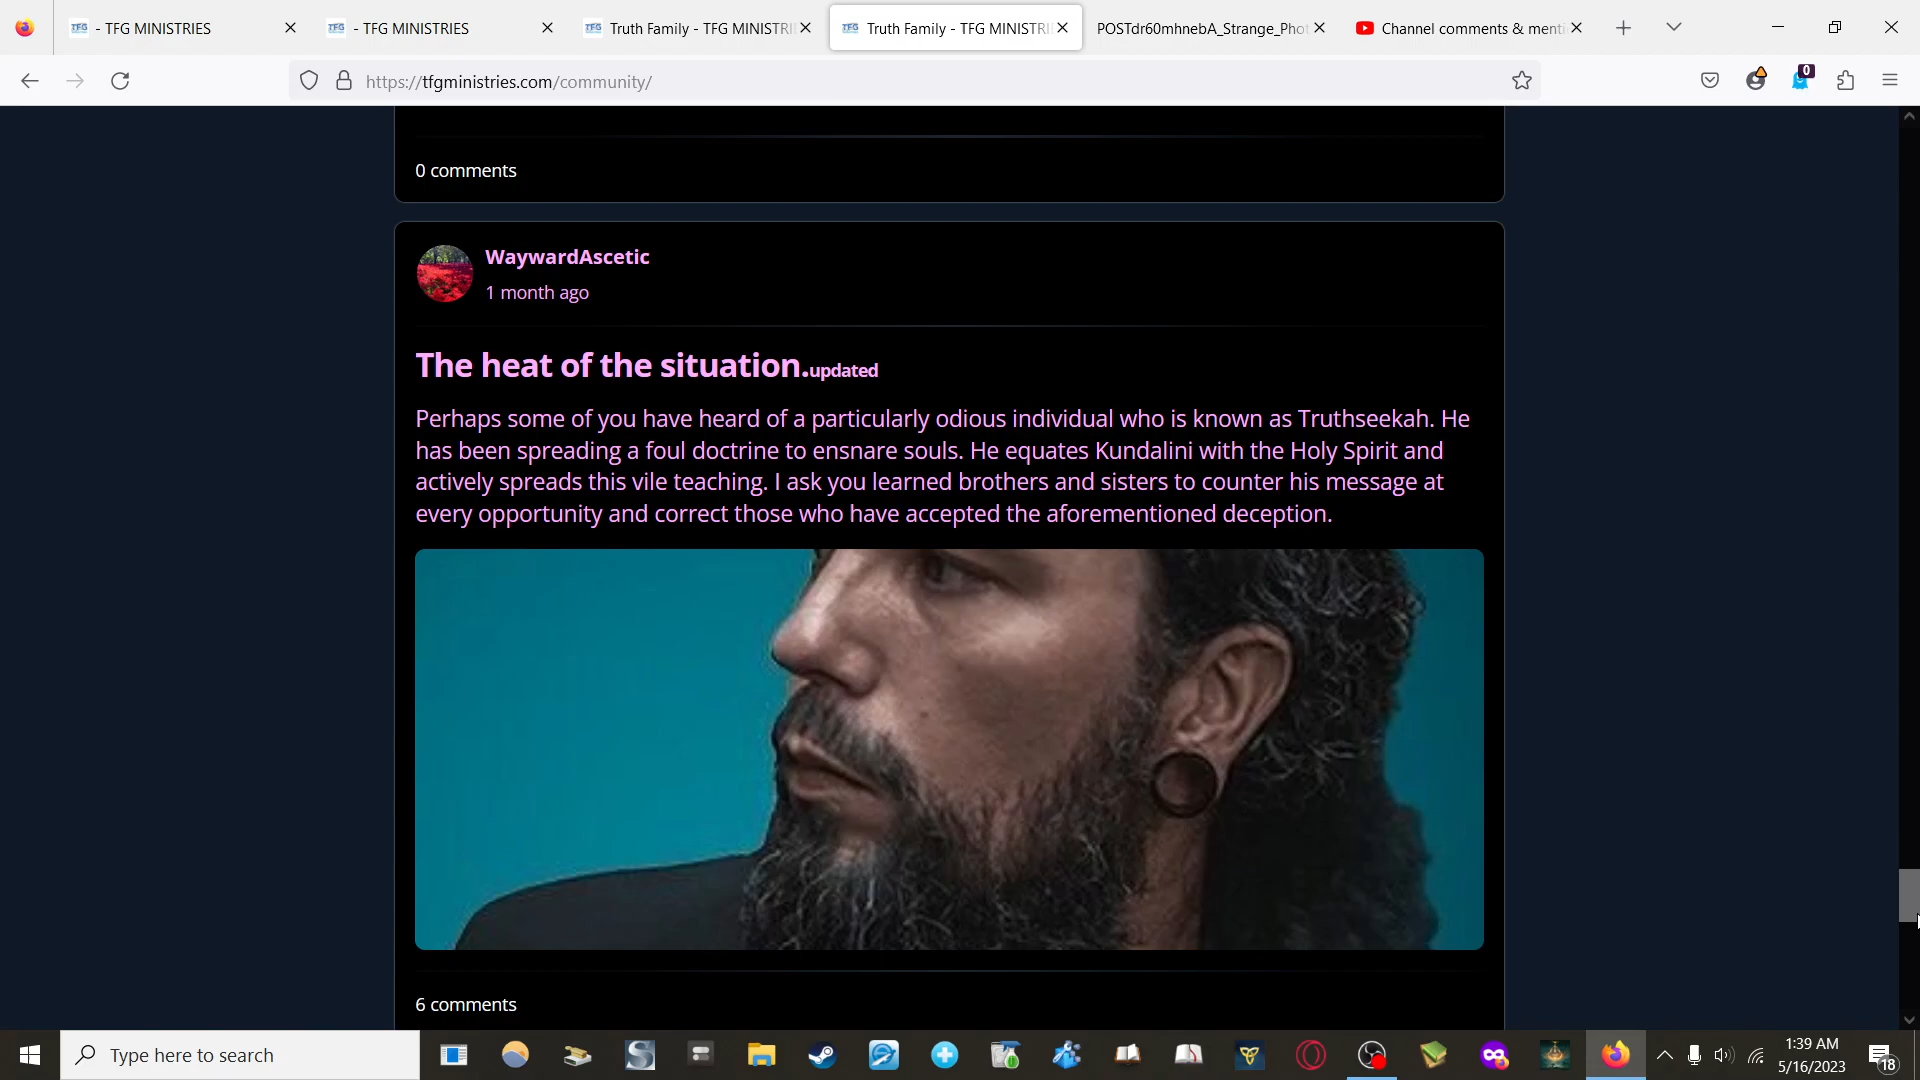 - TFG MINISTRIES
- TFG MINISTRIES
Truth Family - TFG MINISTRI
Truth Family - TFG MINISTRI
POSTdr60mhnebA_Strange_Phot
Channel comments & menti
https://tfgministries.com/community/
0
0 comments
WaywardAscetic
1 month ago
The heat of the situation.updated
Perhaps some of you have heard of a particularly odious individual who is known as Truthseekah. He
has been spreading a foul doctrine to ensnare souls. He equates Kundalini with the Holy Spirit and
actively spreads this vile teaching. I ask you learned brothers and sisters to counter his message at
every opportunity and correct those who have accepted the aforementioned deception.
6 comments
Type here to search
1:39 AM
5/16/2023
18